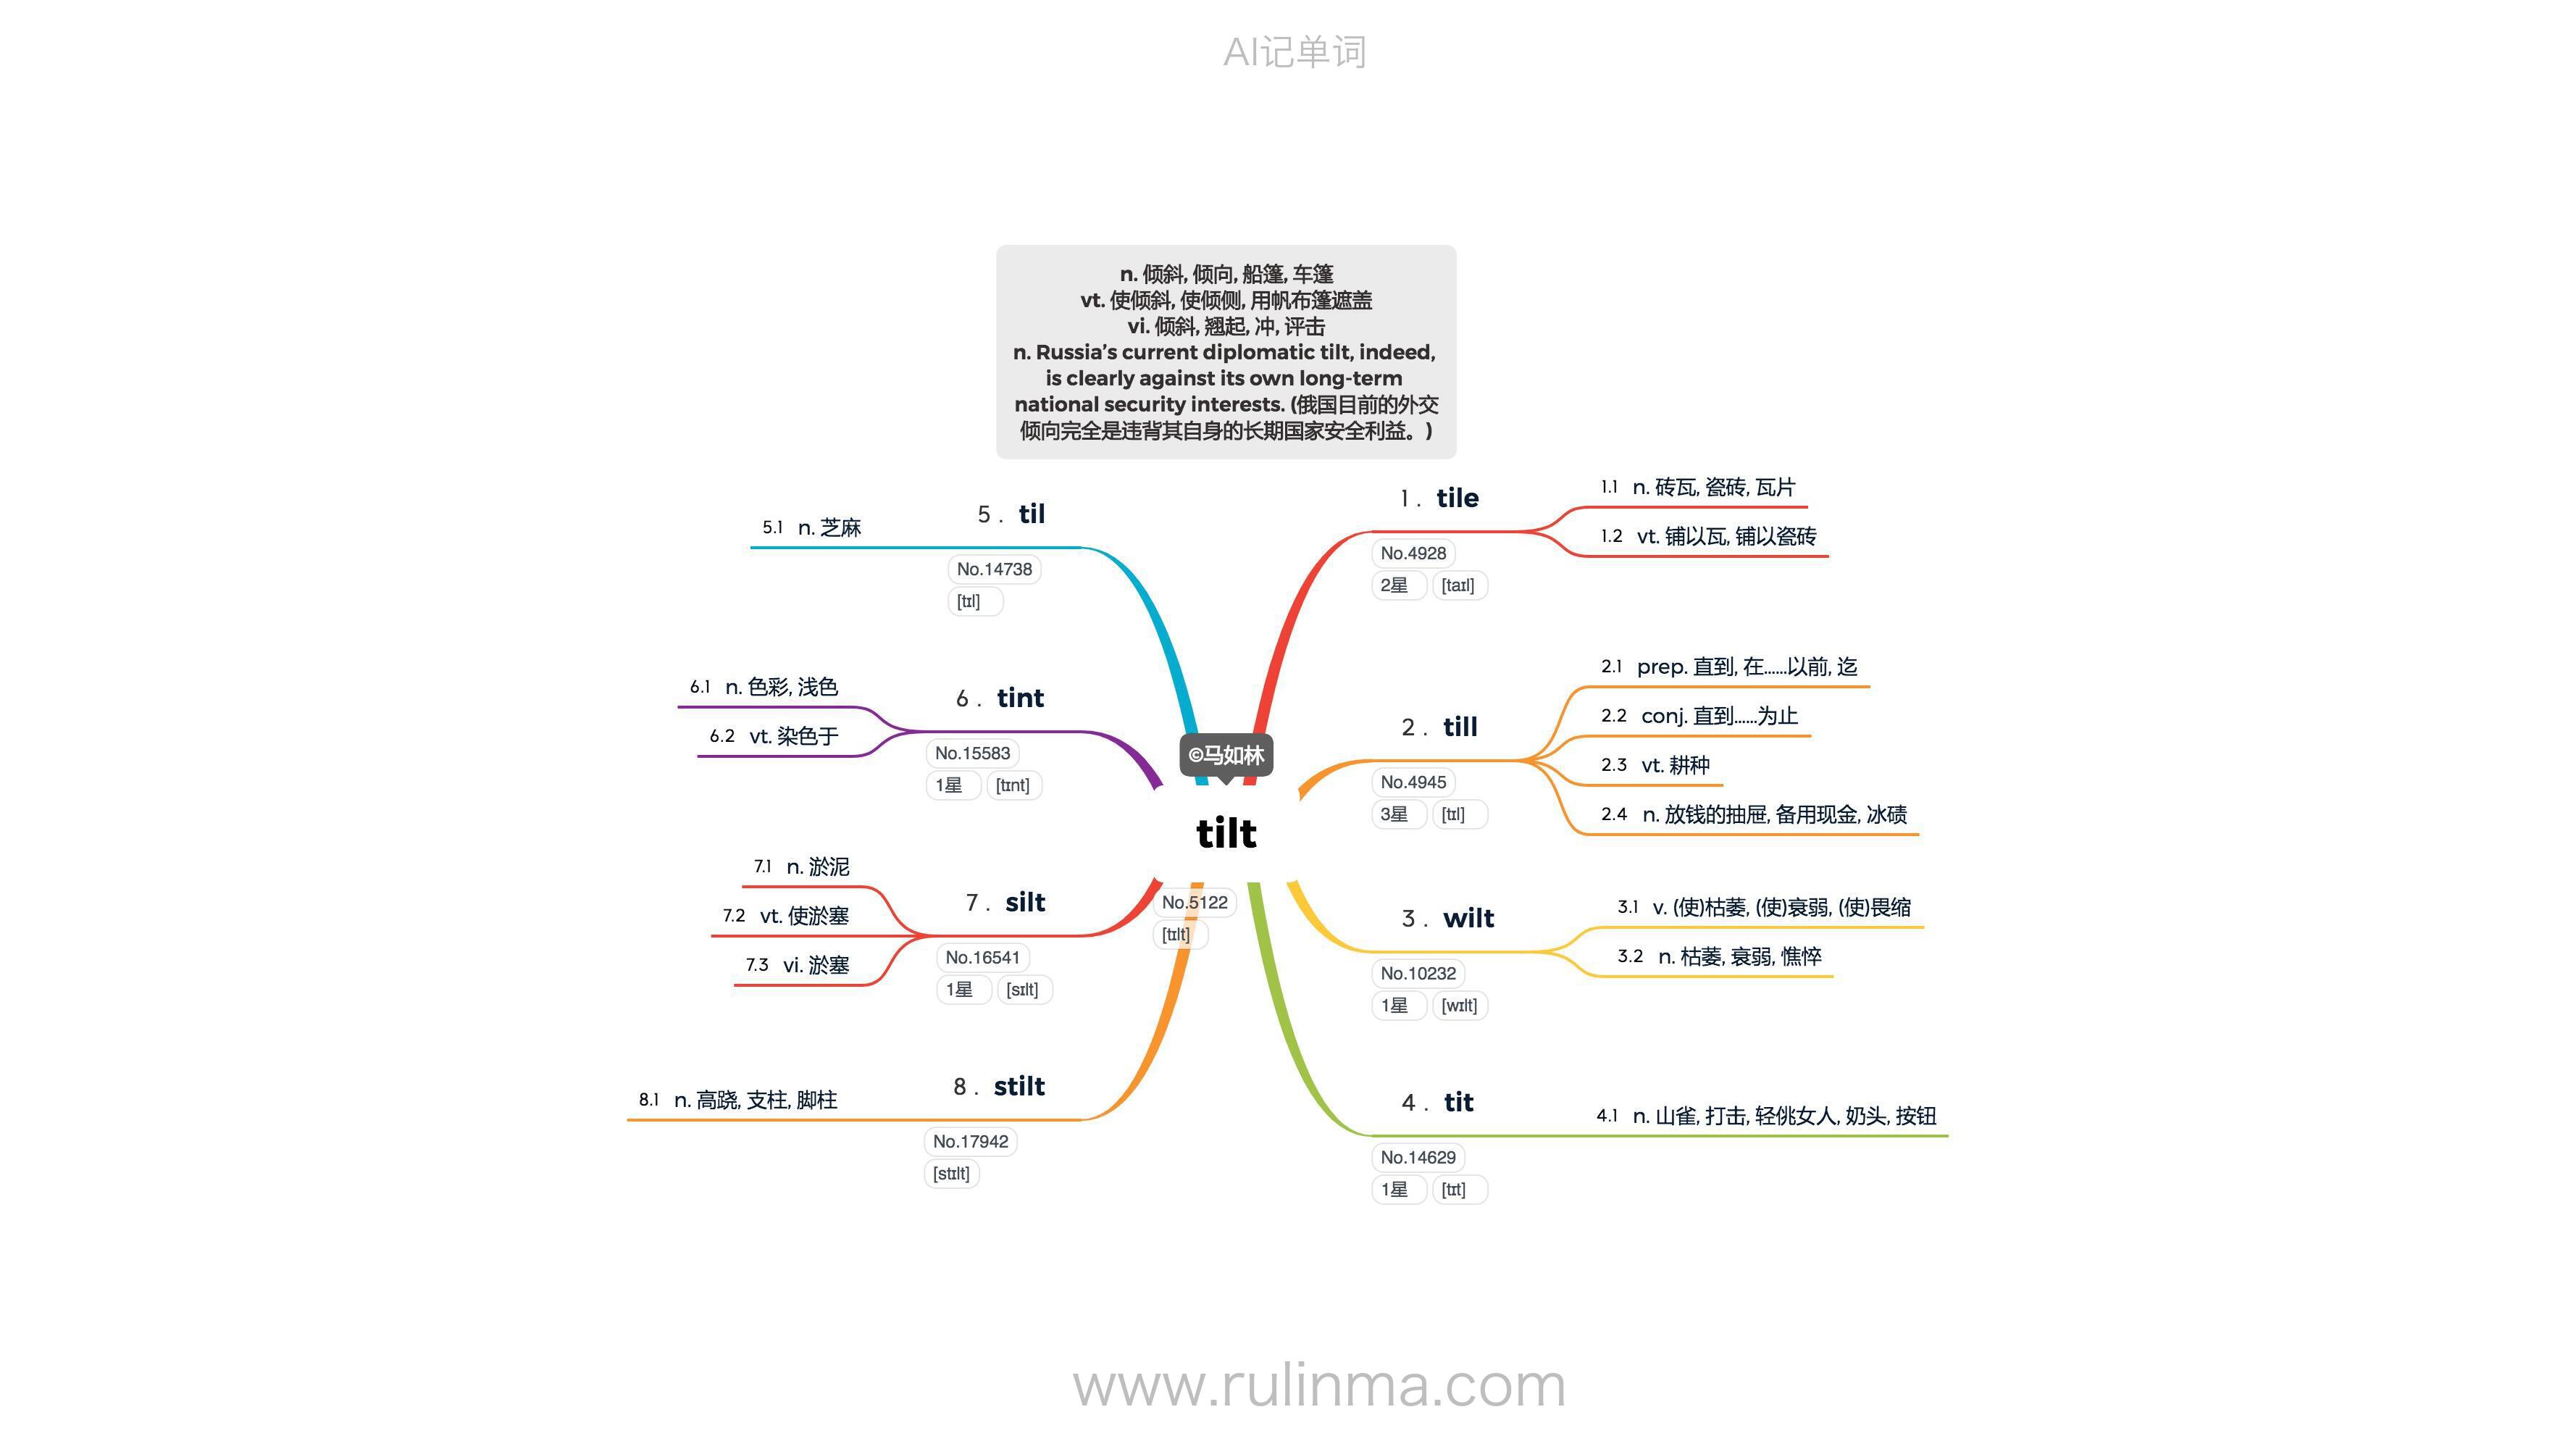 AI记单词
n. 倾斜, 倾向, 船篷, 车篷
vt. 使倾斜, 使倾侧, 用帆布篷遮盖
vi. 倾斜, 翘起, 冲, 评击
n. Russia’s current diplomatic tilt, indeed,
is clearly against its own long-term
national security interests. (俄国目前的外交
倾向完全是违背其自身的长期国家安全利益。)
©马如林
tilt
No.5122
[tɪlt]
1. tile
No.4928
2星 [taɪl]
1.1 n. 砖瓦, 瓷砖, 瓦片
1.2 vt. 铺以瓦, 铺以瓷砖
2. till
No.4945
3星 [tɪl]
2.1 prep. 直到, 在……以前, 迄
2.2 conj. 直到……为止
2.3 vt. 耕种
2.4 n. 放钱的抽屉, 备用现金, 冰碛
3. wilt
No.10232
1星 [wɪlt]
3.1 v. (使)枯萎, (使)衰弱, (使)畏缩
3.2 n. 枯萎, 衰弱, 憔悴
4. tit
No.14629
1星 [tɪt]
4.1 n. 山雀, 打击, 轻佻女人, 奶头, 按钮
5. til
No.14738
[tɪl]
5.1 n. 芝麻
6. tint
No.15583
1星 [tɪnt]
6.1 n. 色彩, 浅色
6.2 vt. 染色于
7. silt
No.16541
1星 [sɪlt]
7.1 n. 淤泥
7.2 vt. 使淤塞
7.3 vi. 淤塞
8. stilt
No.17942
[stɪlt]
8.1 n. 高跷, 支柱, 脚柱
www.rulinma.com